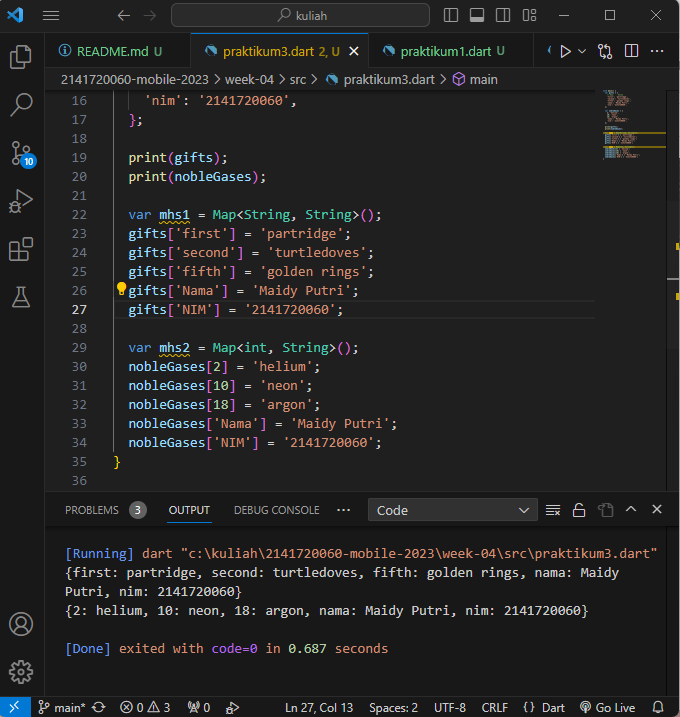 kuliah
README.md U
praktikum3.dart 2, U
praktikum1.dart U
2141720060-mobile-2023 > week-04 > src > praktikum3.dart > main
16 'nim': '2141720060',
17 };
18
19 print(gifts);
20 print(nobleGases);
21
22 var mhs1 = Map<String, String>();
23 gifts['first'] = 'partridge';
24 gifts['second'] = 'turtledoves';
25 gifts['fifth'] = 'golden rings';
26 gifts['Nama'] = 'Maidy Putri';
27 gifts['NIM'] = '2141720060';
28
29 var mhs2 = Map<int, String>();
30 nobleGases[2] = 'helium';
31 nobleGases[10] = 'neon';
32 nobleGases[18] = 'argon';
33 nobleGases['Nama'] = 'Maidy Putri';
34 nobleGases['NIM'] = '2141720060';
35 }
36
10
PROBLEMS 3 OUTPUT DEBUG CONSOLE ··· Code
[Running] dart "c:\kuliah\2141720060-mobile-2023\week-04\src\praktikum3.dart"
{first: partridge, second: turtledoves, fifth: golden rings, nama: Maidy
Putri, nim: 2141720060}
{2: helium, 10: neon, 18: argon, nama: Maidy Putri, nim: 2141720060}
[Done] exited with code=0 in 0.687 seconds
main* 0 3 0 Ln 27, Col 13 Spaces: 2 UTF-8 CRLF {} Dart Go Live